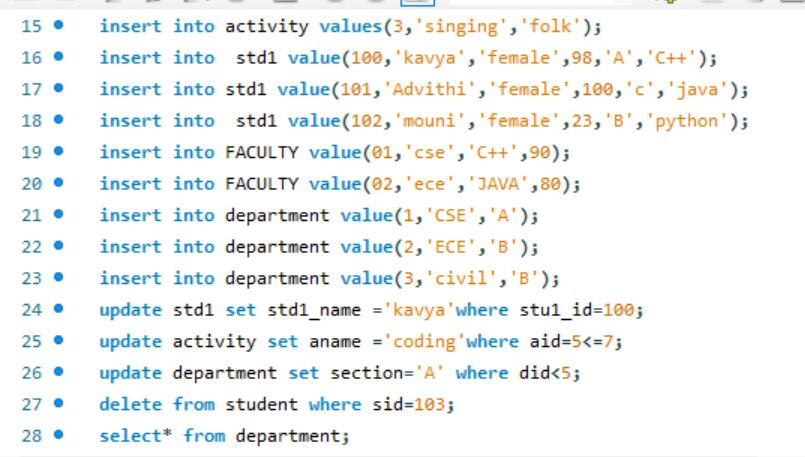 15 insert into activity values(3,'singing','folk');
16 insert into  std1 value(100,'kavya','female',98,'A','C++');
17 insert into std1 value(101,'Advithi','female',100,'c','java');
18 insert into  std1 value(102,'mouni','female',23,'B','python');
19 insert into FACULTY value(01,'cse','C++',90);
20 insert into FACULTY value(02,'ece','JAVA',80);
21 insert into department value(1,'CSE','A');
22 insert into department value(2,'ECE','B');
23 insert into department value(3,'civil','B');
24 update std1 set std1_name ='kavya'where stu1_id=100;
25 update activity set aname ='coding'where aid=5<=7;
26 update department set section='A' where did<5;
27 delete from student where sid=103;
28 select* from department;